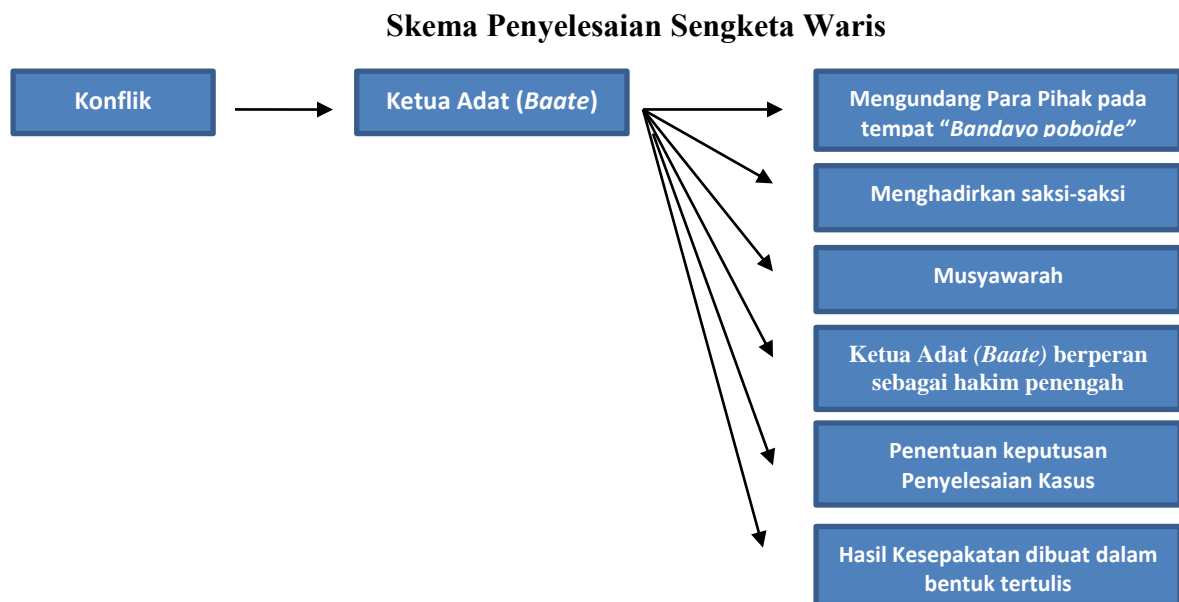 Skema Penyelesaian Sengketa Waris
Konflik
Ketua Adat (Baate)
Mengundang Para Pihak pada
tempat “Bandayo poboide”
Menghadirkan saksi-saksi
Musyawarah
Ketua Adat (Baate) berperan
sebagai hakim penengah
Penentuan keputusan
Penyelesaian Kasus
Hasil Kesepakatan dibuat dalam
bentuk tertulis